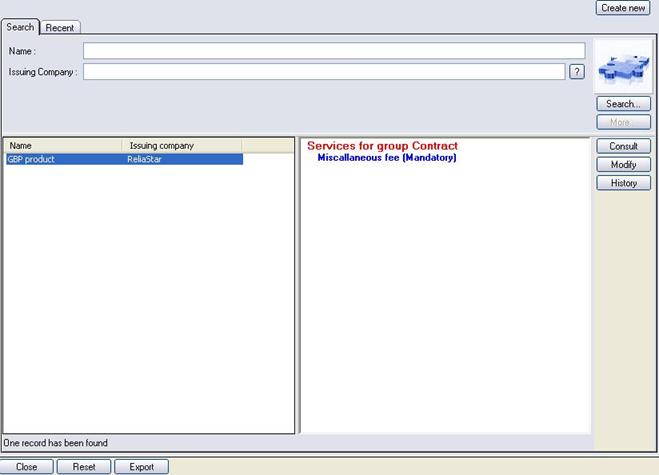 Create new
Search Recent
Name :
Issuing Company : ?
Search...
More...
Name Issuing company
GBP product ReliaStar
Services for group Contract
Miscallaneous fee (Mandatory)
Consult
Modify
History
One record has been found
Close Reset Export